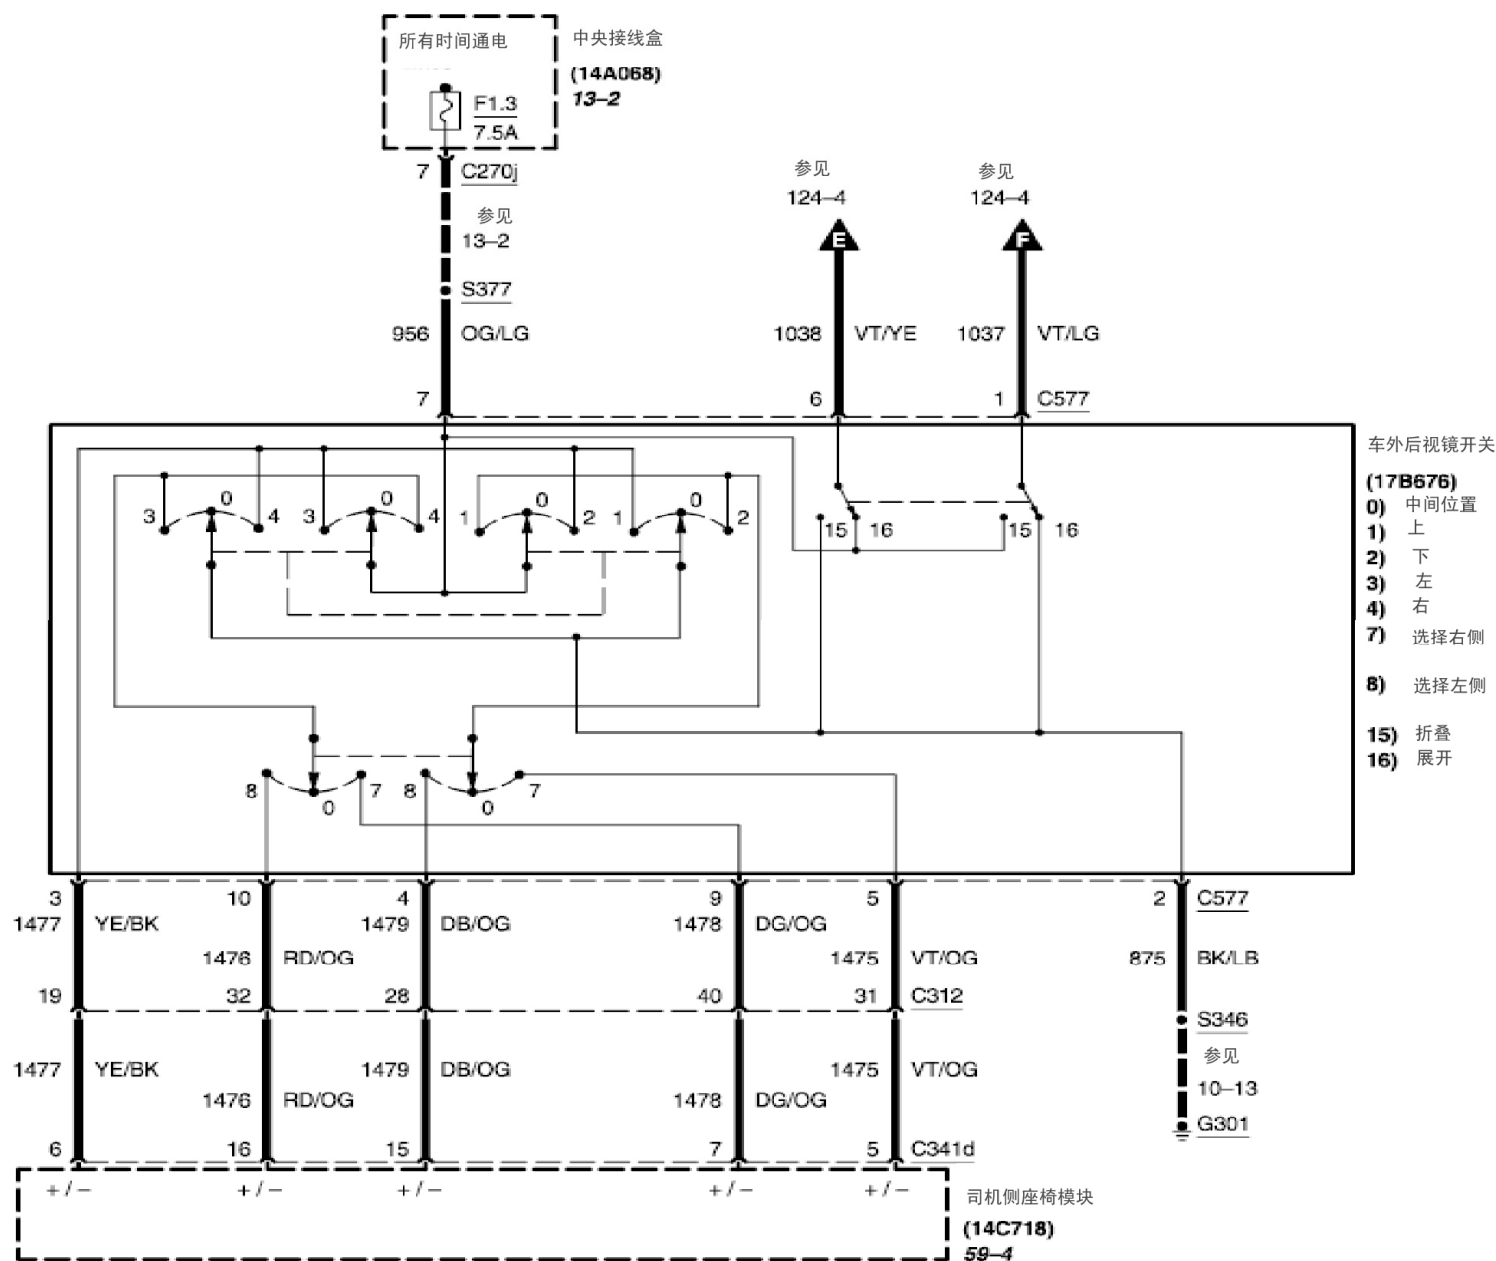 所有时间通电
中央接线盒
(14A068)
13–2
F1.3
7.5A
7 C270j
参见
13–2
S377
956 OG/LG
7
参见
124–4
E
1038 VT/YE
6
参见
124–4
F
1037 VT/LG
1 C577
车外后视镜开关
(17B676)
0) 中间位置
1) 上
2) 下
3) 左
4) 右
7) 选择右侧
8) 选择左侧
15) 折叠
16) 展开
3 0 4 3 0 4 1 0 2 1 0 2
15 16 15 16
8 0 7 8 0 7
3 10 4 9 5 2 C577
1477 YE/BK 1479 DB/OG 1478 DG/OG
1476 RD/OG 1475 VT/OG 875 BK/LB
19 32 28 40 31 C312
S346
参见
10–13
G301
1477 YE/BK 1479 DB/OG 1475 VT/OG
1476 RD/OG 1478 DG/OG
6 16 15 7 5 C341d
+/– +/– +/– +/– +/–
司机侧座椅模块
(14C718)
59–4